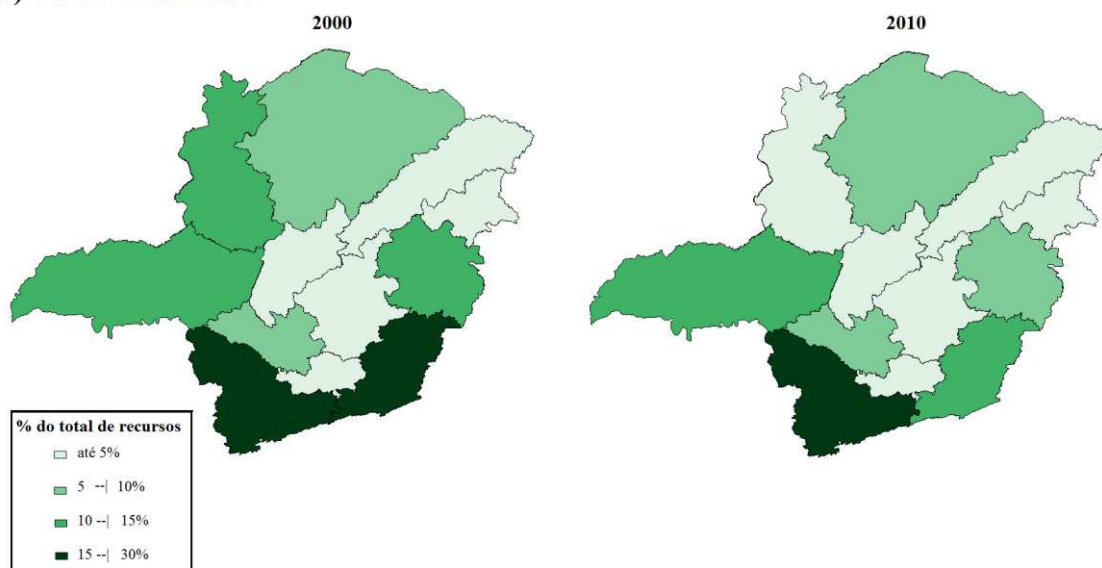 2000
2010
% do total de recursos
até 5%
5 --| 10%
10 --| 15%
15 --| 30%